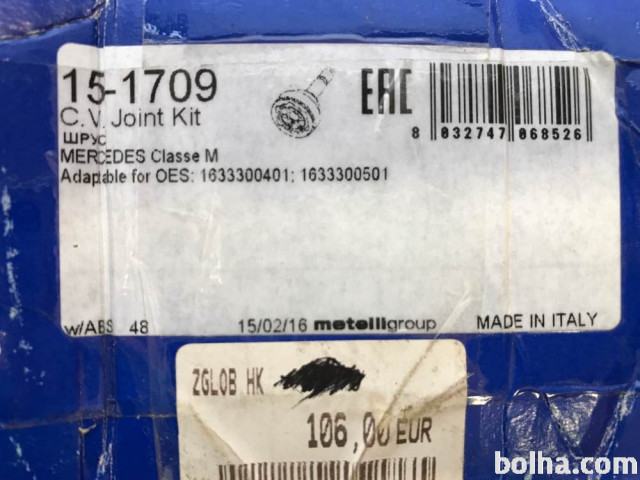 15-1709
C.V. Joint Kit
ШРУС
MERCEDES Classe M
Adaptable for OES: 1633300401; 1633300501
EAC
8 032747 068526
w/ABS 48
15/02/16 metelligroup
MADE IN ITALY
ZGLOB HK
106,00 EUR
bolha.com